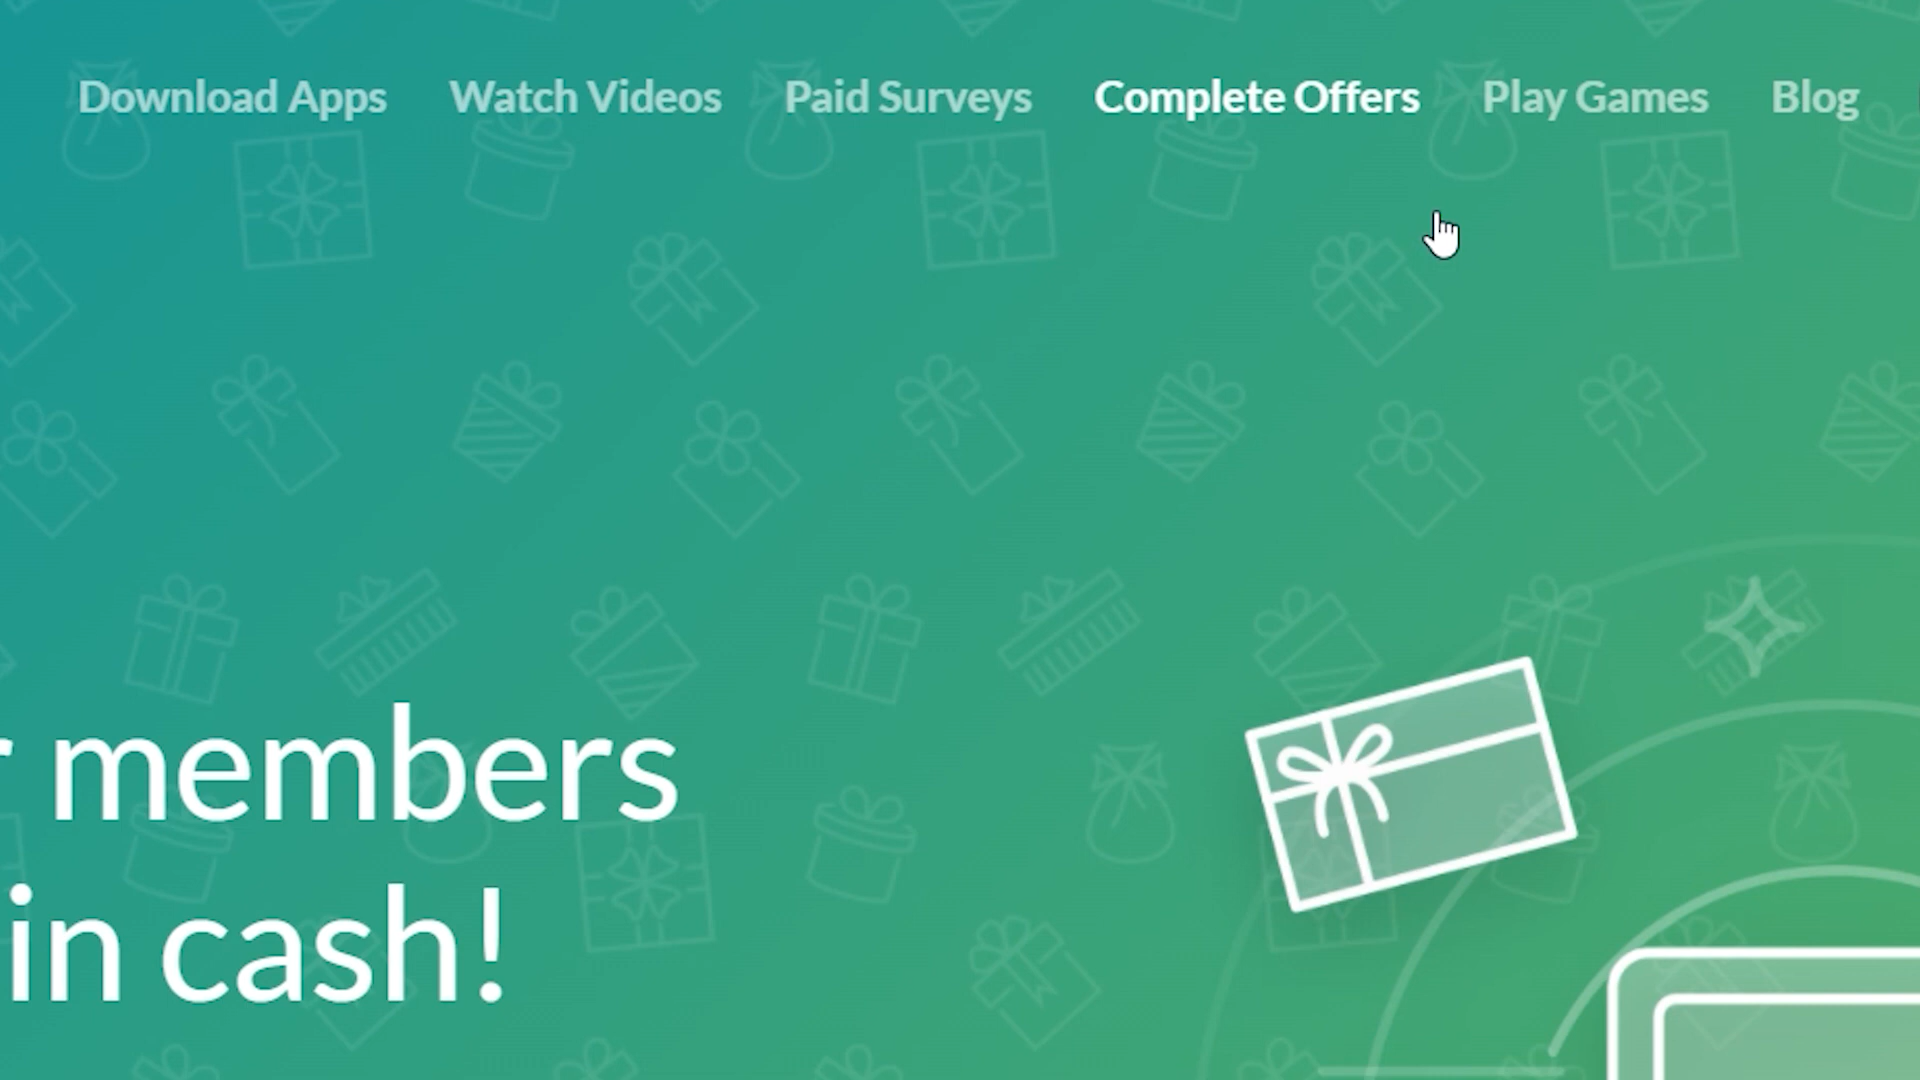 Download Apps Watch Videos Paid Surveys Complete Offers Play Games Blog
members
in cash!